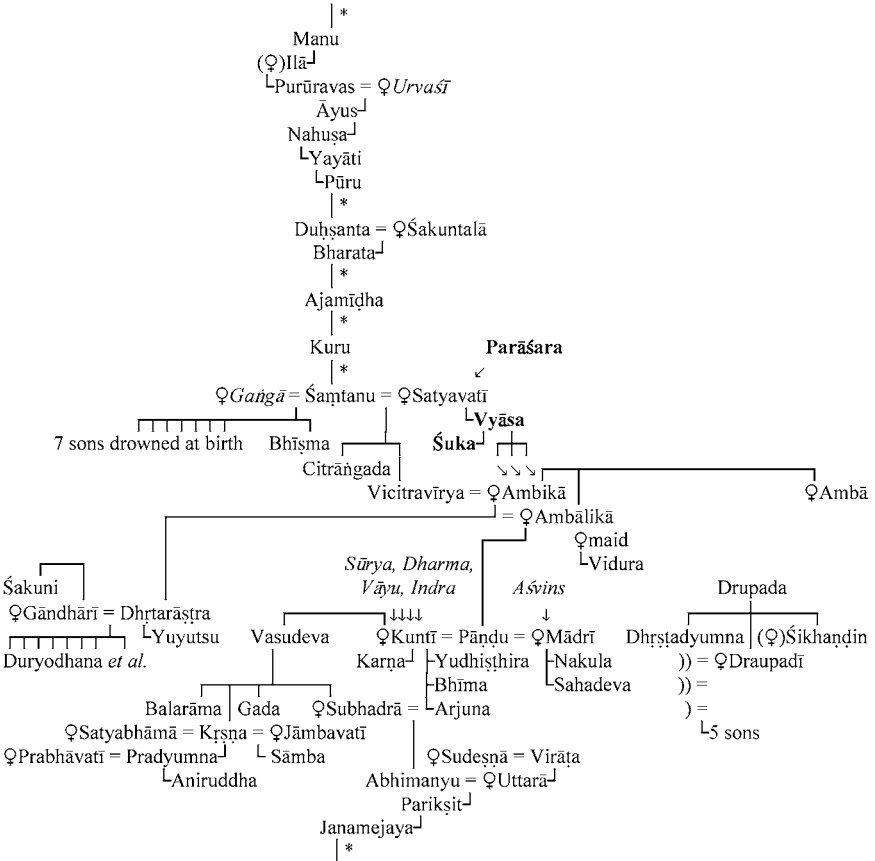 *
Manu
(♀)Ilā
Purūravas = ♀Urvaśī
Āyus
Nahuṣa
Yayāti
Pūru
*
Duḥṣanta = ♀Śakuntalā
Bharata
*
Ajamīḍha
*
Kuru Parāśara
* ↙
♀Gaṅgā = Śaṃtanu = ♀Satyavatī
Vyāsa
7 sons drowned at birth Bhīṣma Śuka
Citrāṅgada ↘↘↘
Vicitravīrya = ♀Ambikā ♀Ambā
= ♀Ambālikā
♀maid
Sūrya, Dharma, Vidura
Śakuni Vāyu, Indra Aśvins Drupada
♀Gāndhārī = Dhṛtarāṣṭra ↓↓↓↓ ↓
Yuyutsu Vasudeva ♀Kuntī = Pāṇḍu = ♀Mādrī Dhṛṣṭadyumna (♀)Śikhaṇḍin
Duryodhana et al. Karṇa Yudhiṣṭhira Nakula )) = ♀Draupadī
Bhīma Sahadeva )) =
Balarāma Gada ♀Subhadrā = Arjuna ) =
♀Satyabhāmā = Kṛṣṇa = ♀Jāmbavatī 5 sons
♀Prabhāvatī = Pradyumna Sāmba ♀Sudeṣṇā = Virāṭa
Aniruddha Abhimanyu = ♀Uttarā
Parikṣit
Janamejaya
*